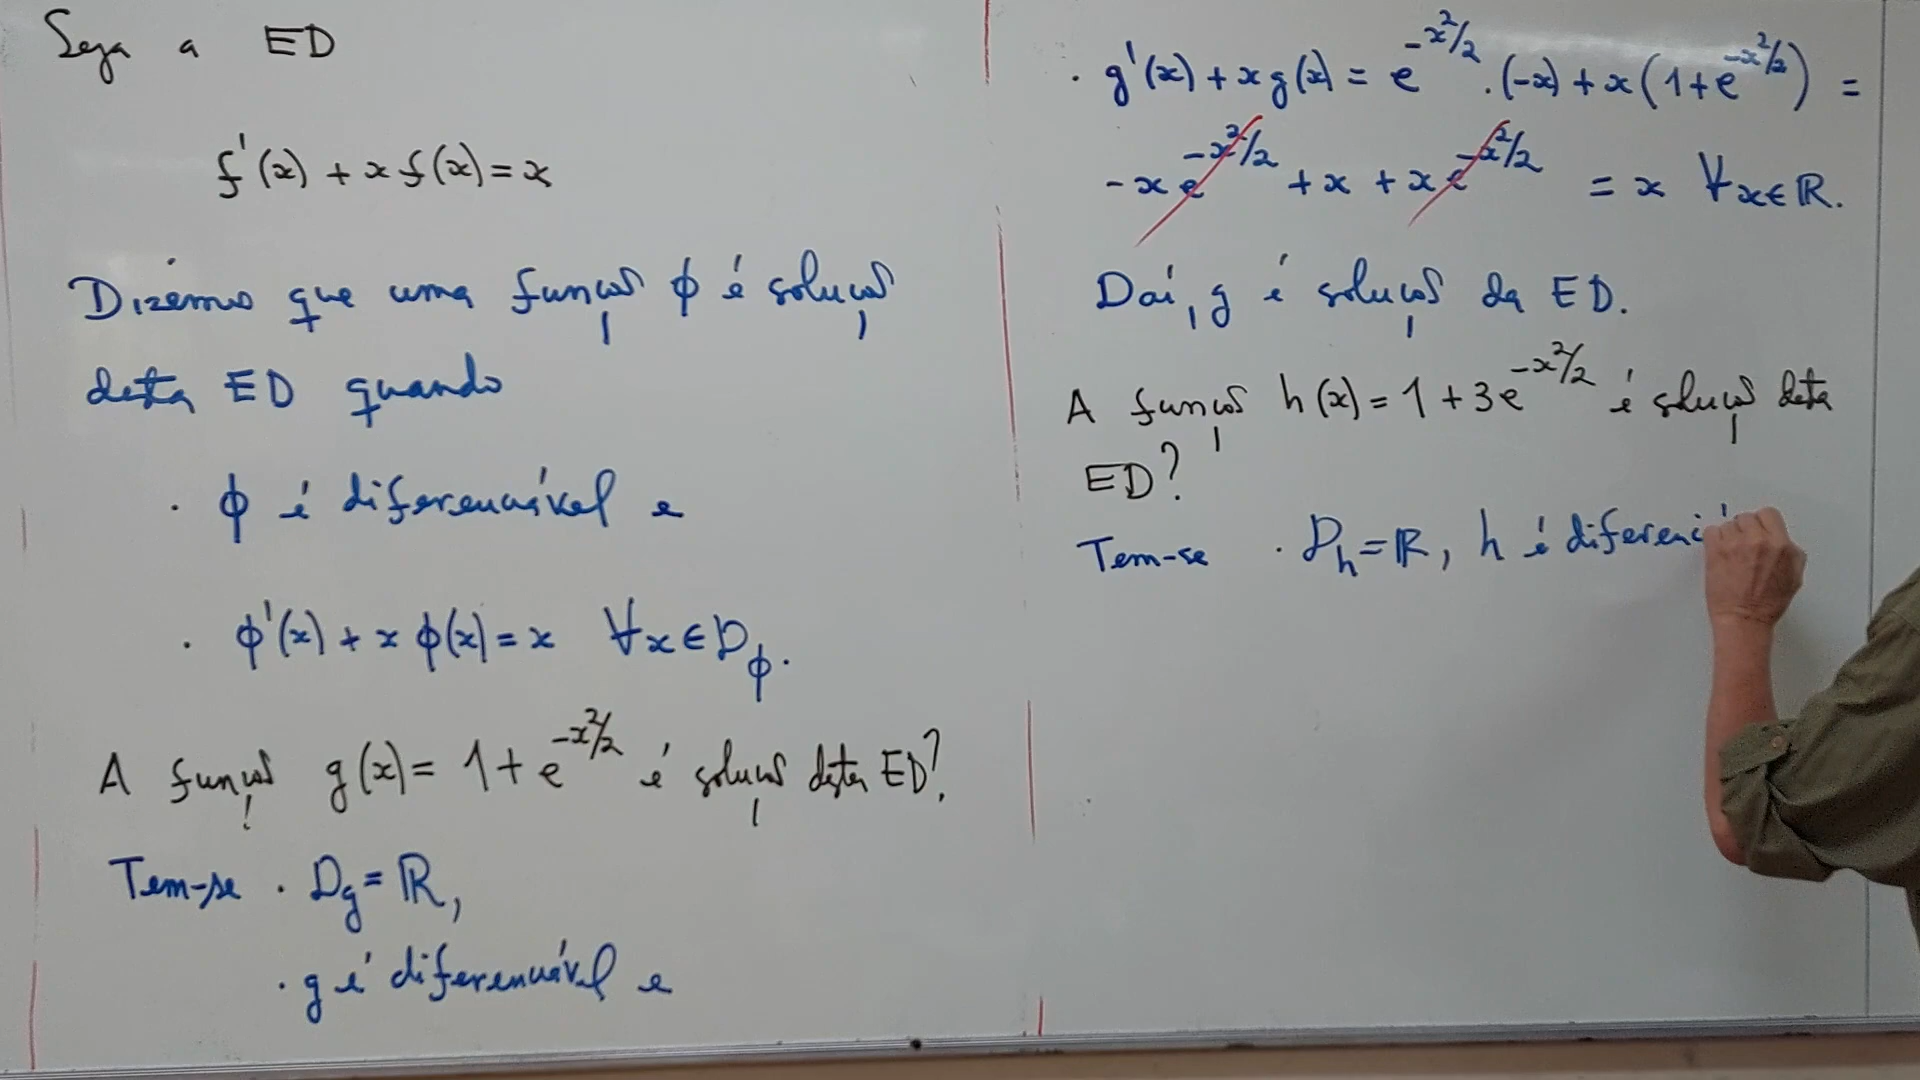 Seja a ED
f'(x) + x f(x) = x
Dizemos que uma função ϕ é solução
desta ED quando
· ϕ é diferenciável e
· ϕ'(x) + x ϕ(x) = x ∀x ∈ D_ϕ.
A função g(x) = 1 + e^{-x²/2} é solução desta ED?
Tem-se · D_g = ℝ,
· g é diferenciável e
· g'(x) + x g(x) = e^{-x²/2} . (-x) + x (1 + e^{-x²/2}) =
- x e^{-x²/2} + x + x e^{-x²/2} = x ∀x ∈ ℝ.
Daí, g é solução da ED.
A função h(x) = 1 + 3e^{-x²/2} é solução desta
ED?
Tem-se · D_h = ℝ, h é diferenci